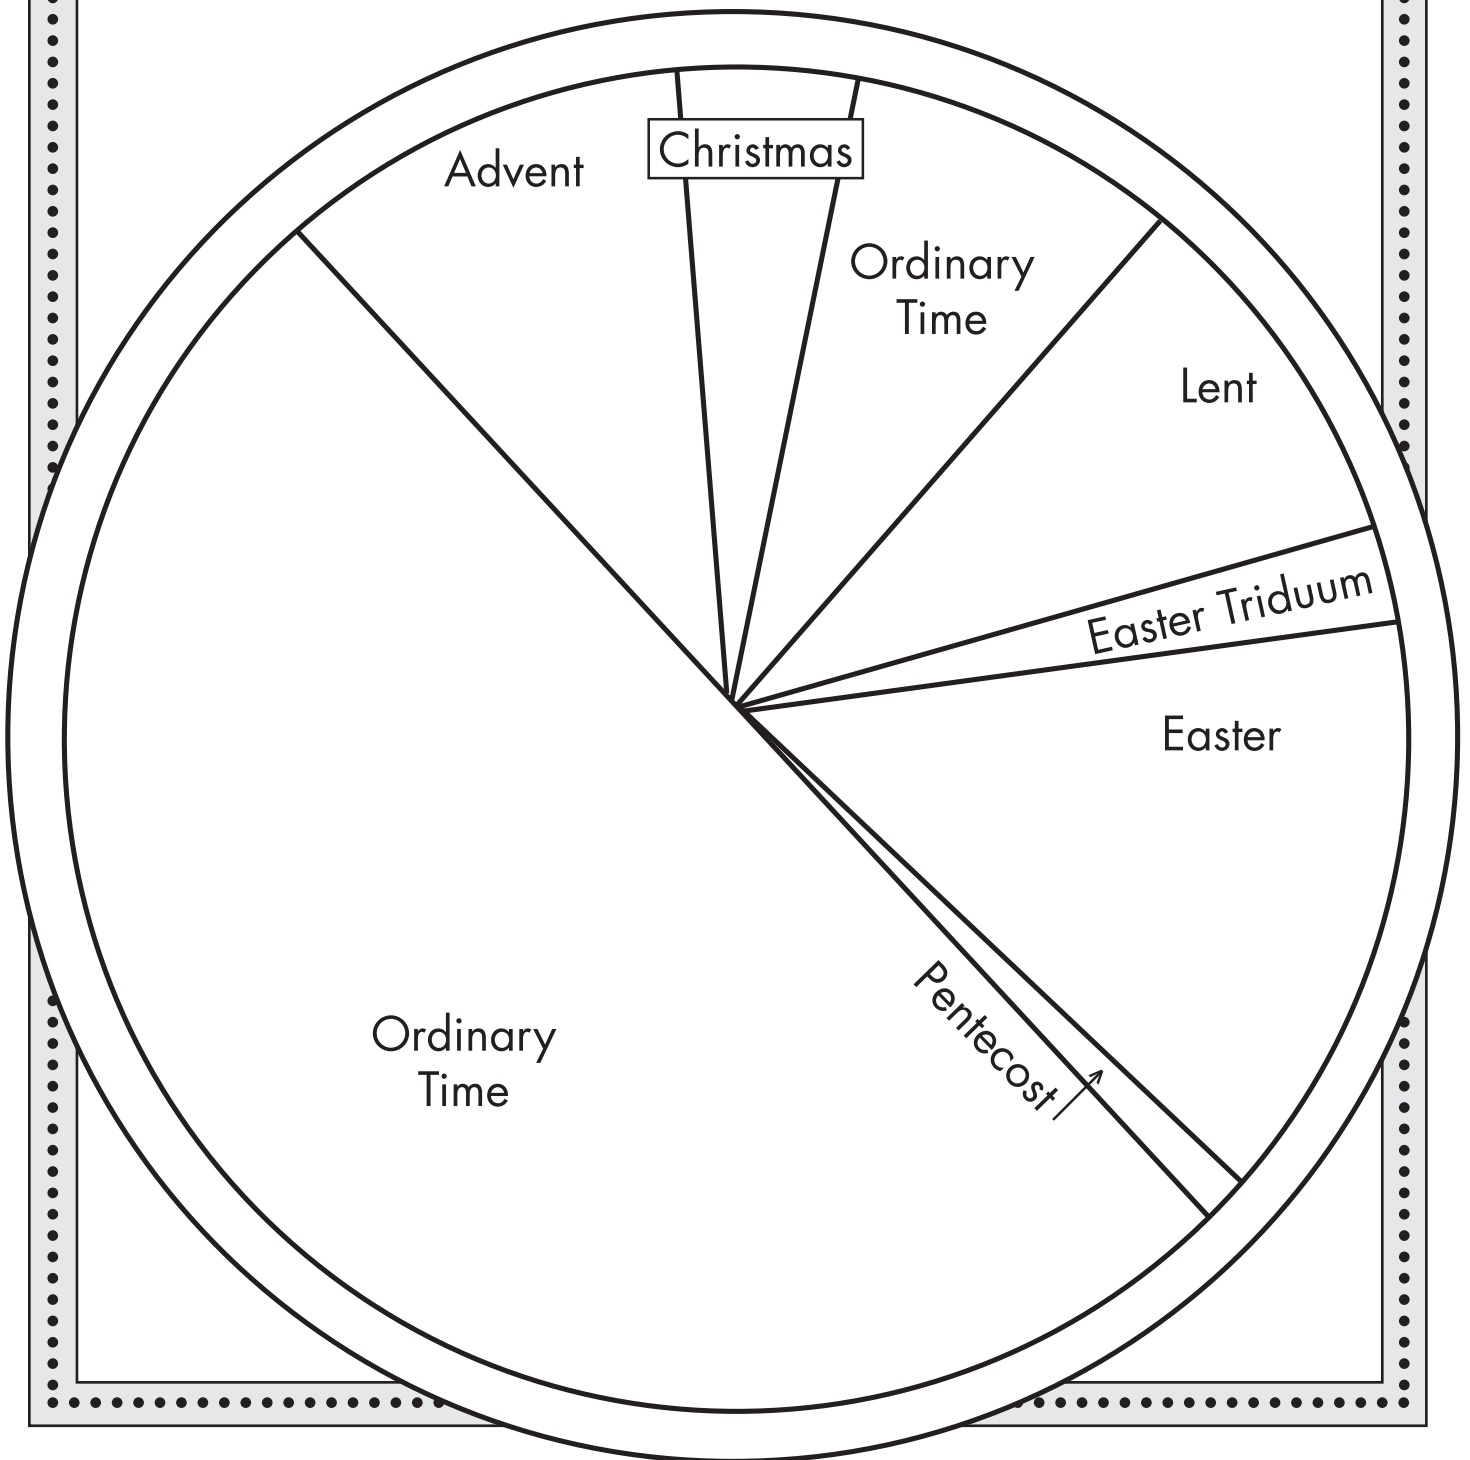 Christmas
Advent
Ordinary
Time
Lent
Easter Triduum
Easter
Pentecost
Ordinary
Time